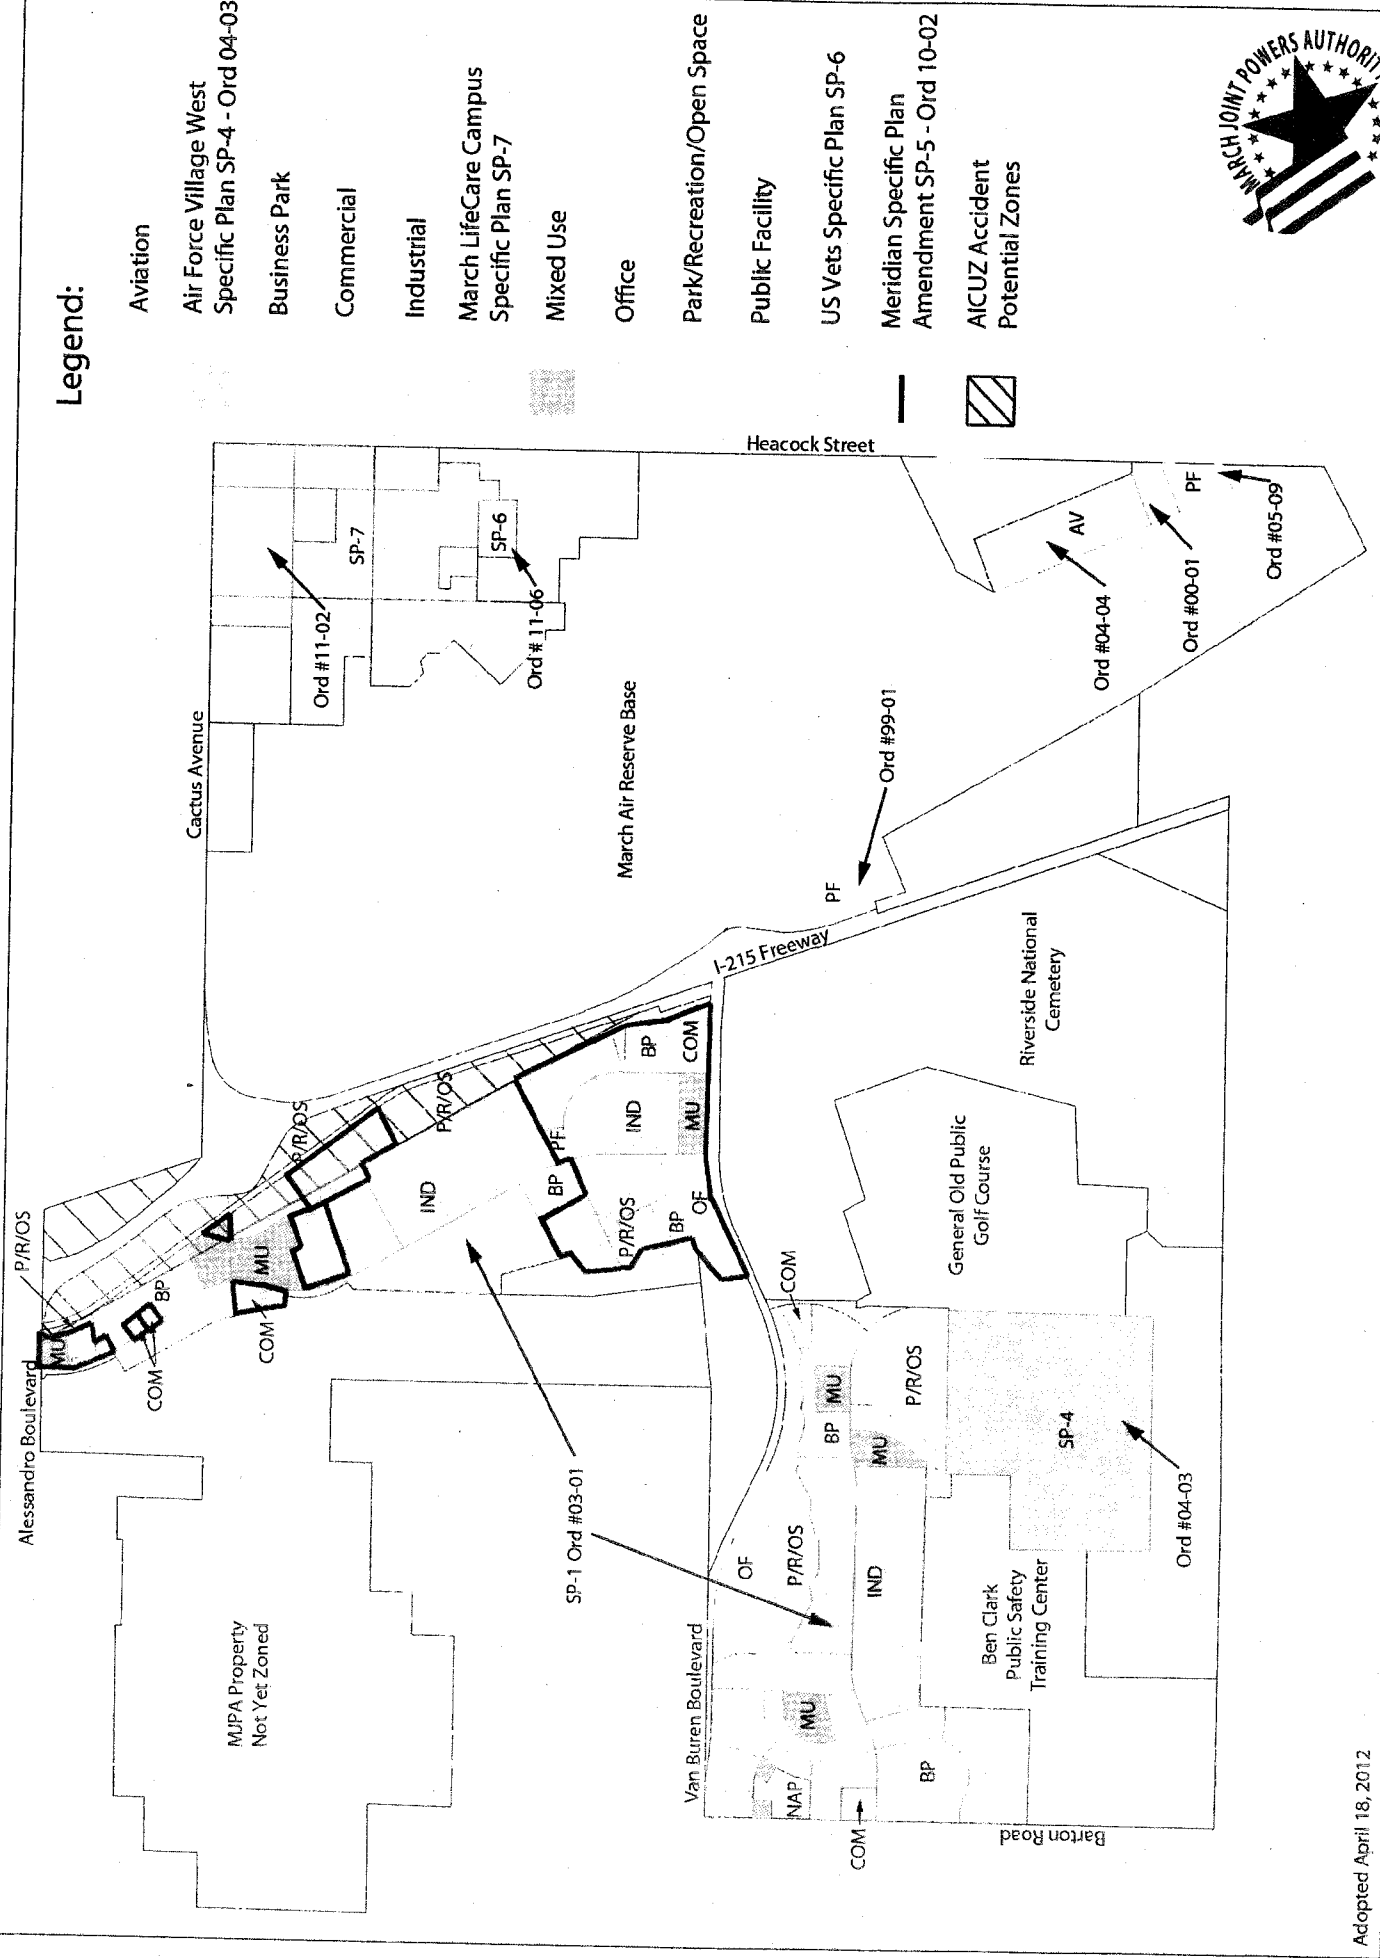 Legend:
Aviation
Air Force Village West
Specific Plan SP-4 - Ord 04-03
Business Park
Commercial
Industrial
March LifeCare Campus
Specific Plan SP-7
Mixed Use
Office
Park/Recreation/Open Space
Public Facility
US Vets Specific Plan SP-6
Meridian Specific Plan
Amendment SP-5 - Ord 10-02
AICUZ Accident
Potential Zones
MARCH JOINT POWERS AUTHORITY
Alessandro Boulevard
P/R/OS
MU
BP
COM
MU
COM
P/R/OS
P/R/OS
IND
Cactus Avenue
Ord #11-02
SP-7
SP-6
Ord # 11-06
Heacock Street
March Air Reserve Base
MJPA Property
Not Yet Zoned
SP-1 Ord #03-01
BP
PF
IND
BP
COM
MU
P/R/OS
BP
OF
I-215 Freeway
PF
Ord #99-01
AV
PF
Ord #04-04
Ord #00-01
Ord #05-09
Van Buren Boulevard
OF
P/R/OS
COM
MU
BP
MU
P/R/OS
IND
MU
NAP
COM
BP
General Old Public
Golf Course
Riverside National
Cemetery
SP-4
Ord #04-03
Ben Clark
Public Safety
Training Center
Barton Road
Adopted April 18, 2012